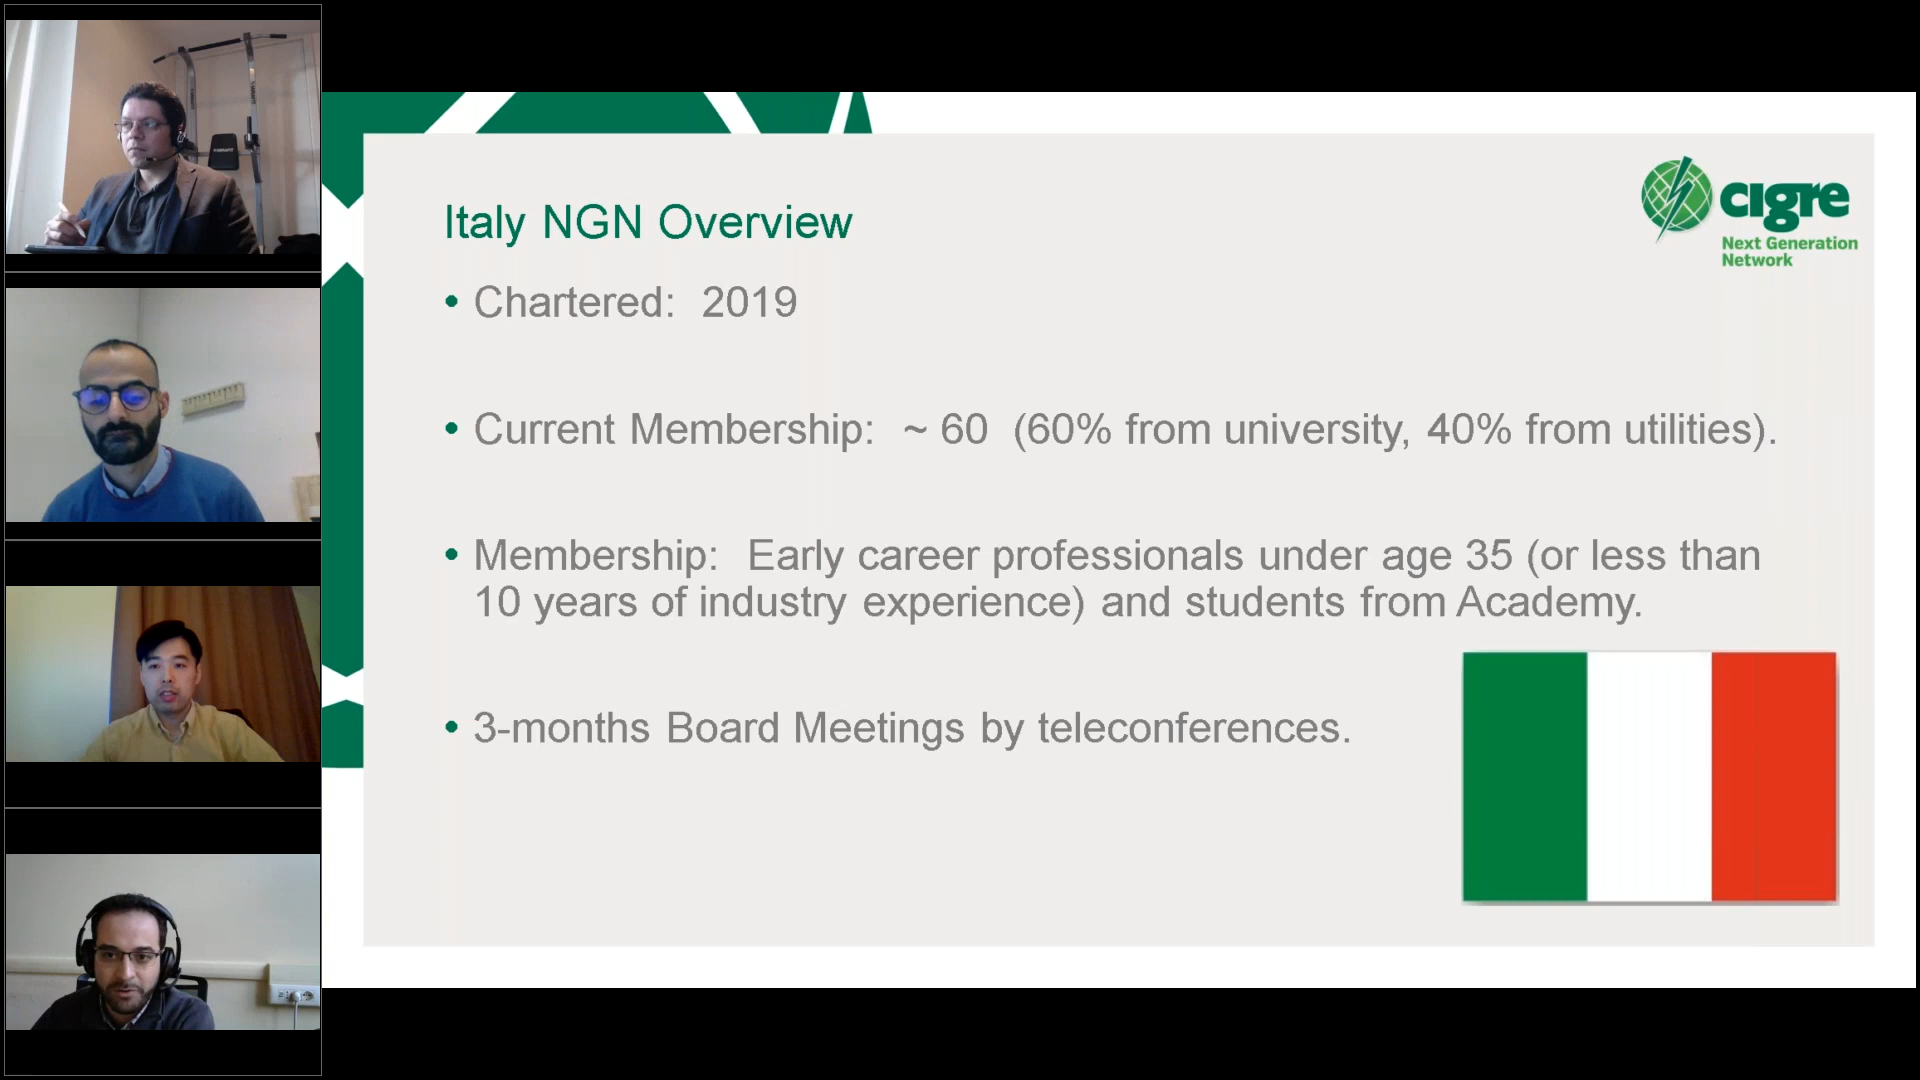 Italy NGN Overview
cigre
Next Generation
Network
• Chartered: 2019
• Current Membership: ~ 60 (60% from university, 40% from utilities).
• Membership: Early career professionals under age 35 (or less than
10 years of industry experience) and students from Academy.
• 3-months Board Meetings by teleconferences.